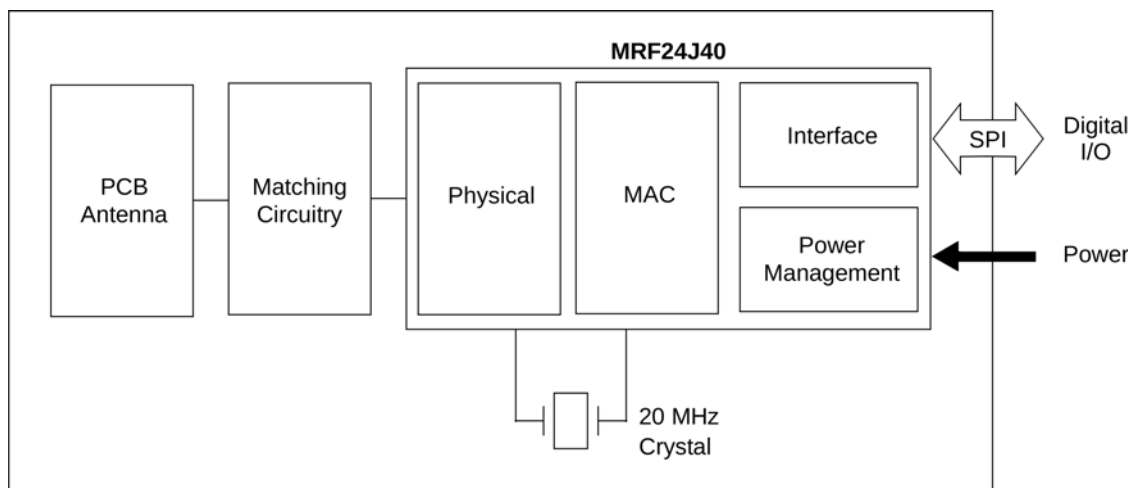 MRF24J40
PCB
Antenna
Matching
Circuitry
Physical
MAC
Interface
Power
Management
SPI
Digital
I/O
Power
20 MHz
Crystal